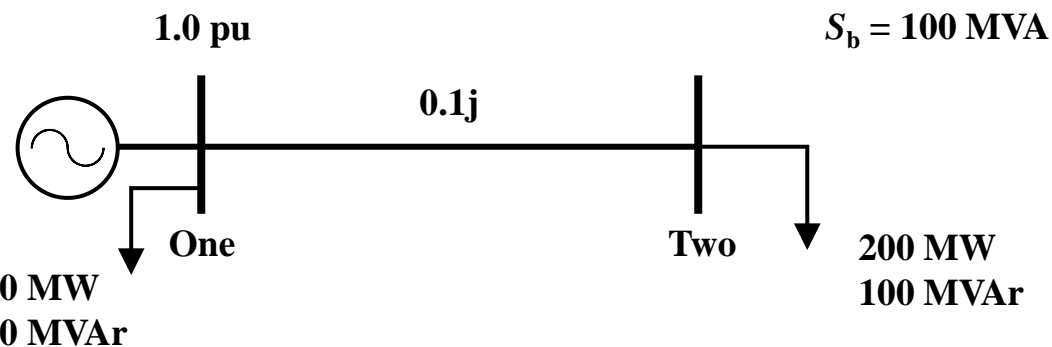 1.0 pu
S_b = 100 MVA
0.1j
One
Two
0 MW
0 MVAr
200 MW
100 MVAr